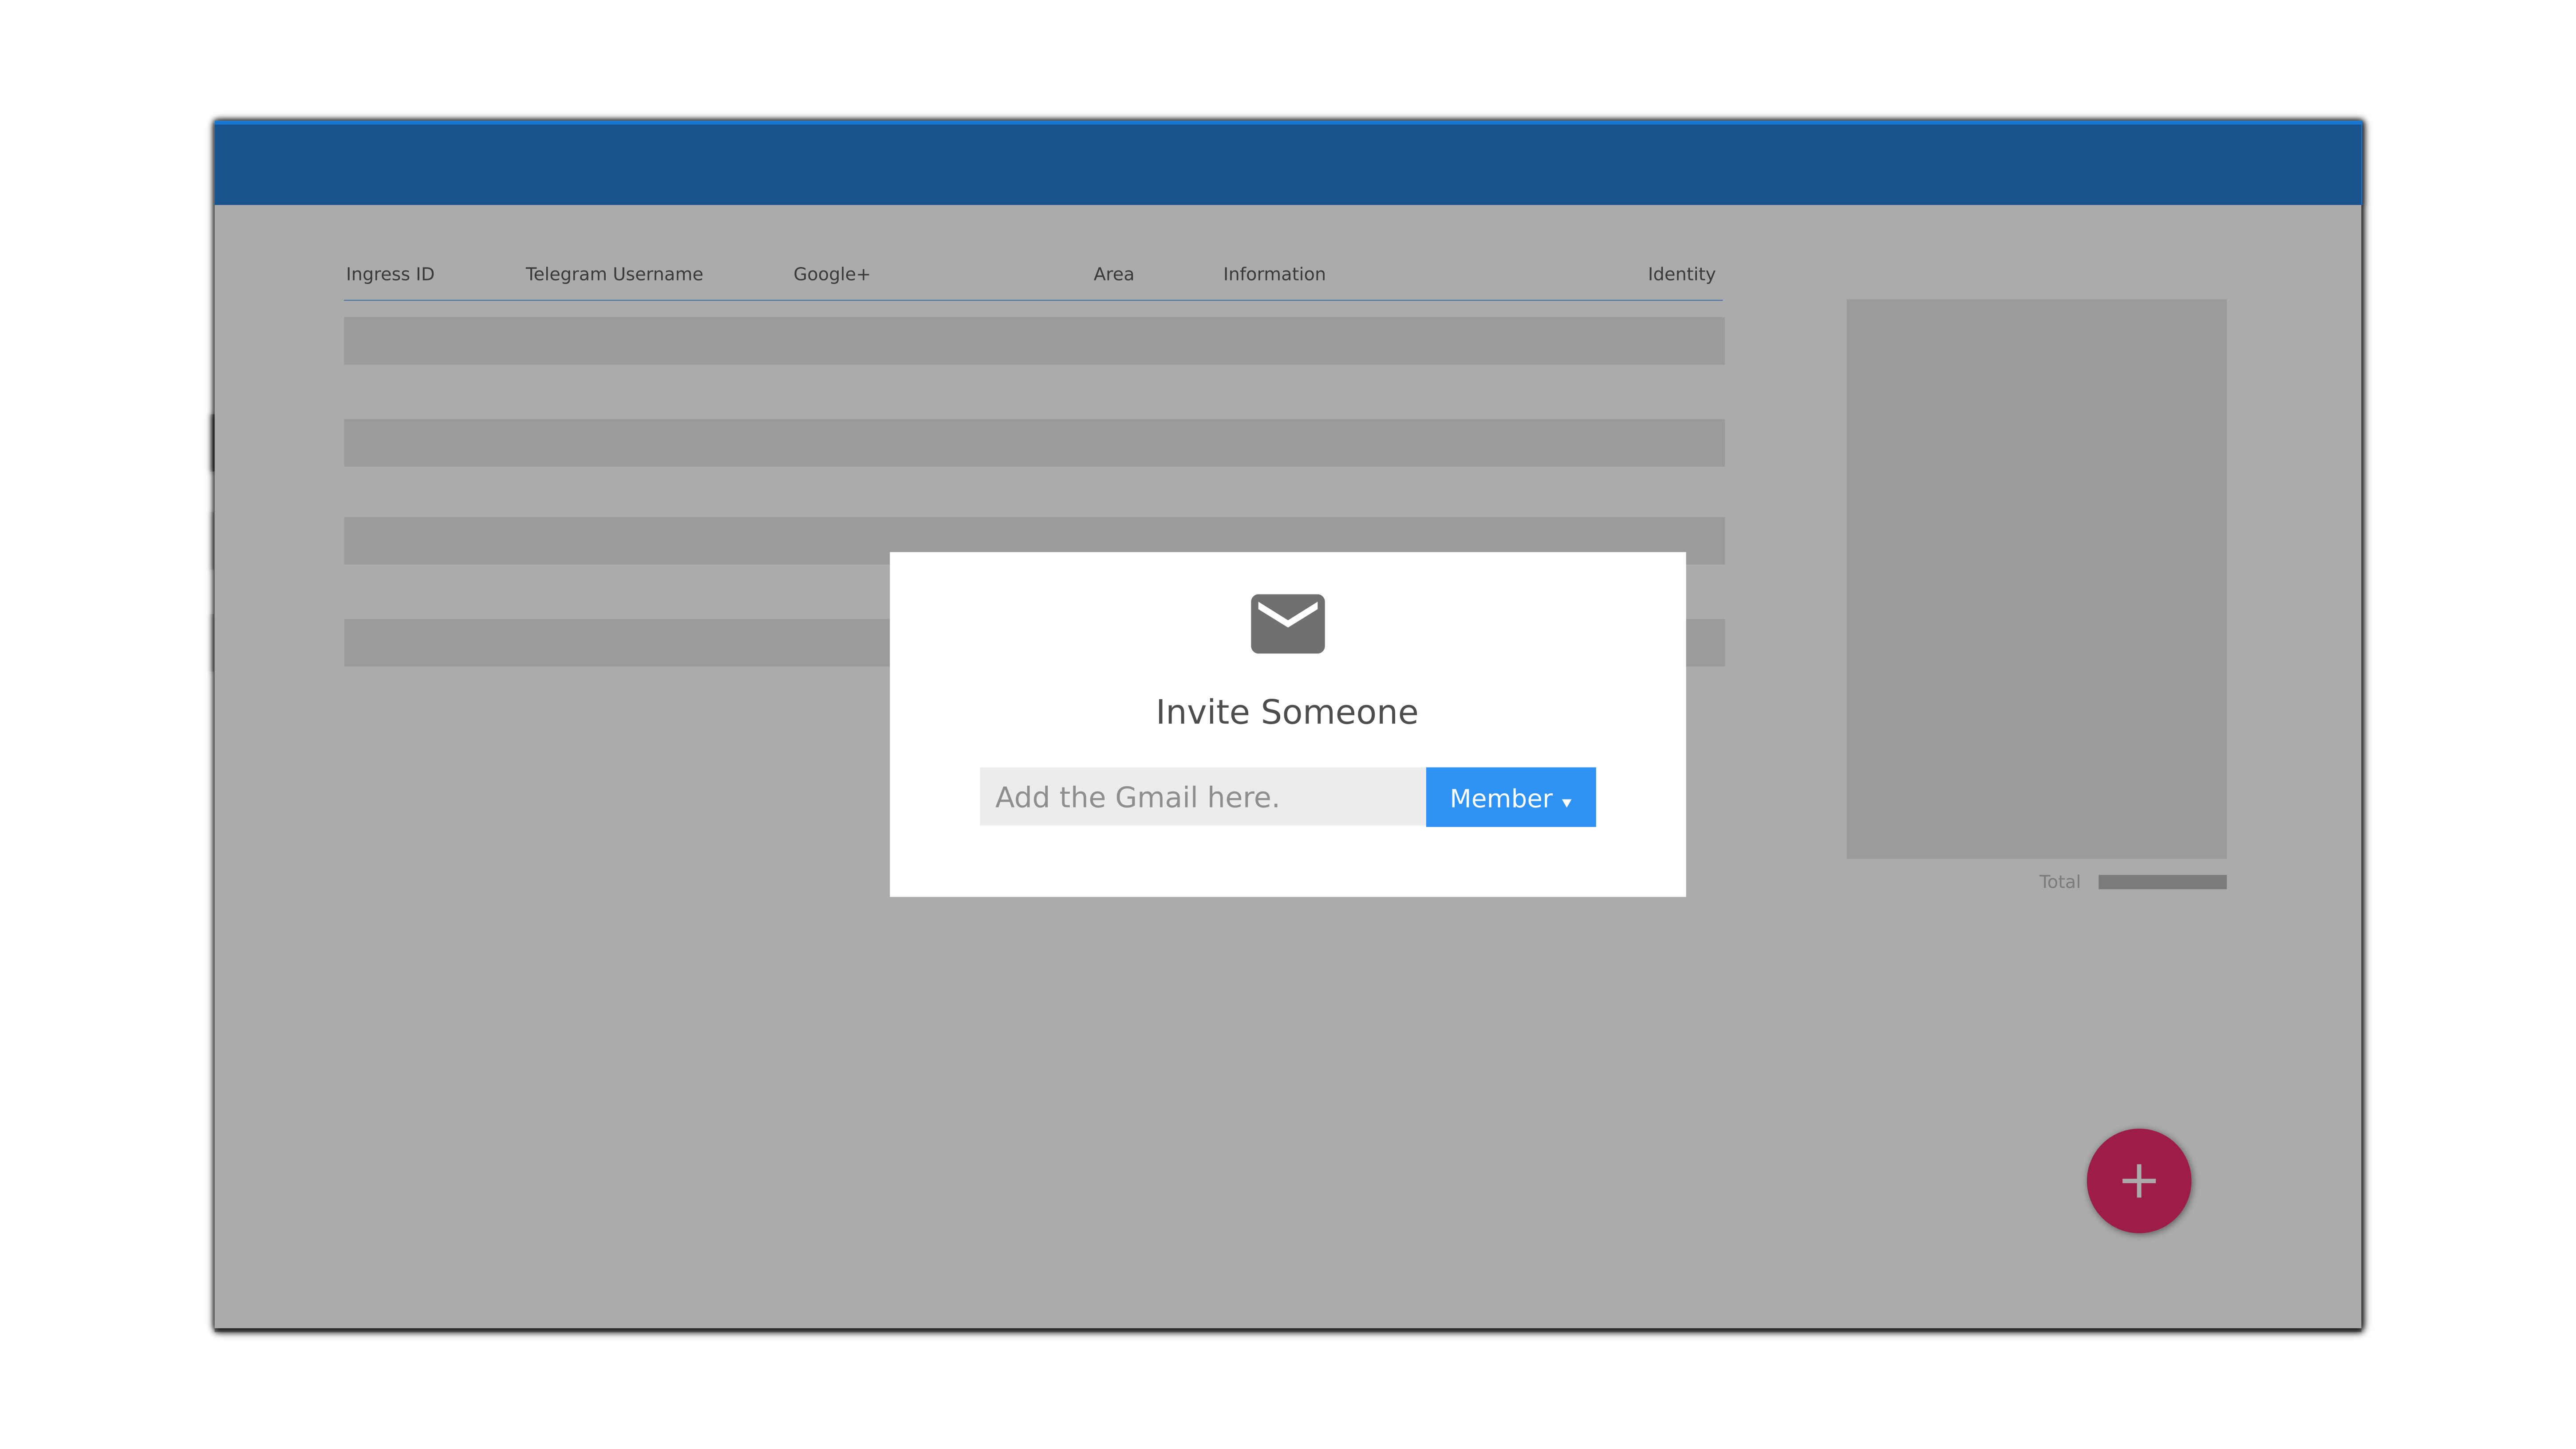 Ingress ID Telegram Username Google+ Area Information Identity
Invite Someone
Add the Gmail here. Member ▾
Total